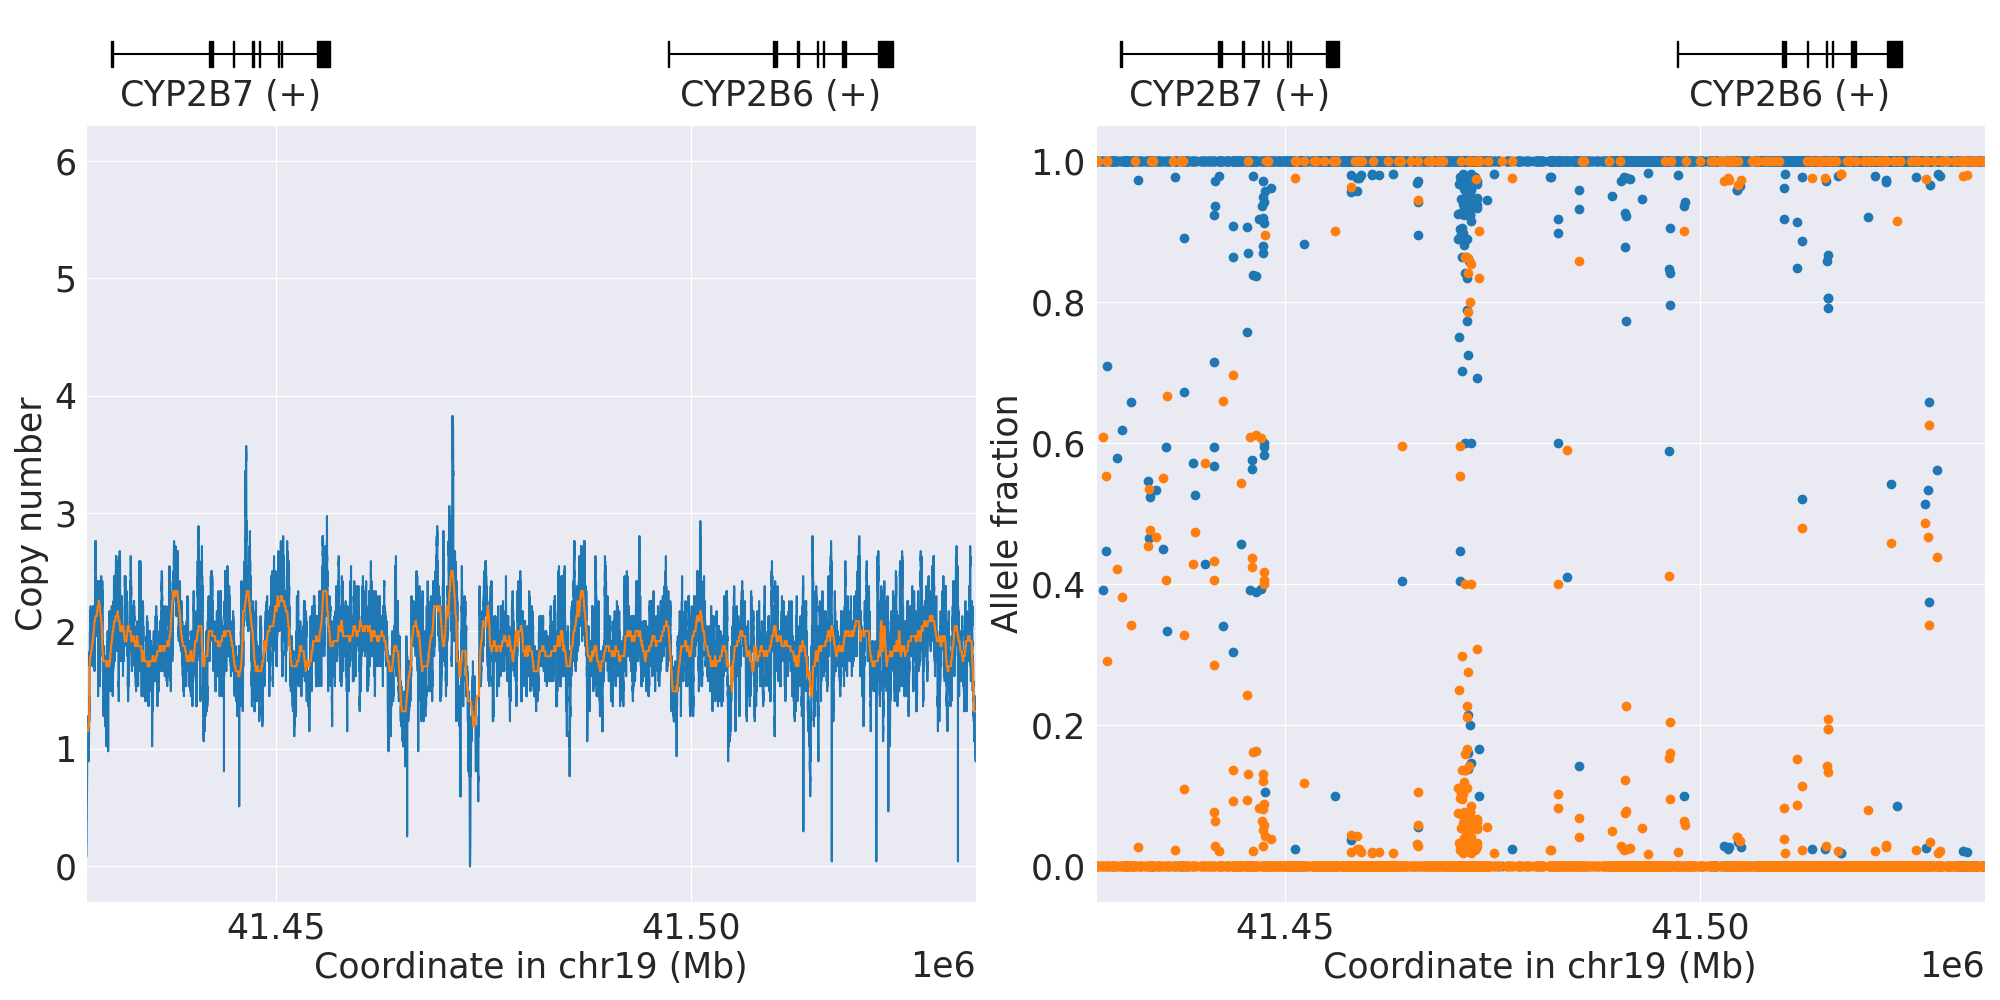 CYP2B7 (+) CYP2B6 (+)
6
5
4
3
2
1
0
Copy number
41.45 41.50
Coordinate in chr19 (Mb) 1e6
CYP2B7 (+) CYP2B6 (+)
1.0
0.8
0.6
0.4
0.2
0.0
Allele fraction
41.45 41.50
Coordinate in chr19 (Mb) 1e6